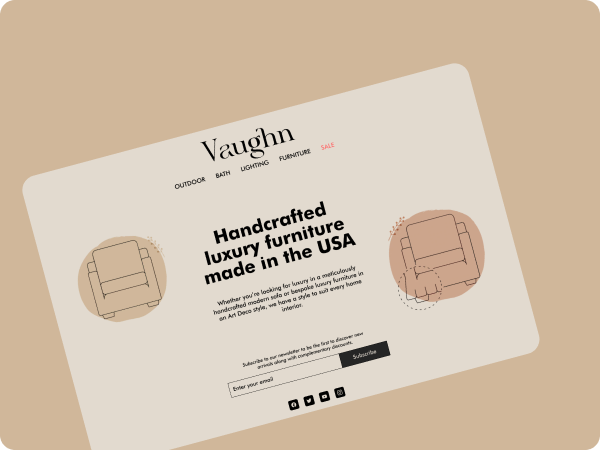 Vaughn
OUTDOOR BATH LIGHTING FURNITURE SALE
Handcrafted
luxury furniture
made in the USA
Whether you're looking for luxury in a meticulously
handcrafted modern sofa or bespoke luxury furniture in
an Art Deco style, we have a style to suit every home
interior.
Subscribe to our newsletter to be the first to discover new
arrivals along with complementary discounts.
Enter your email
Subscribe